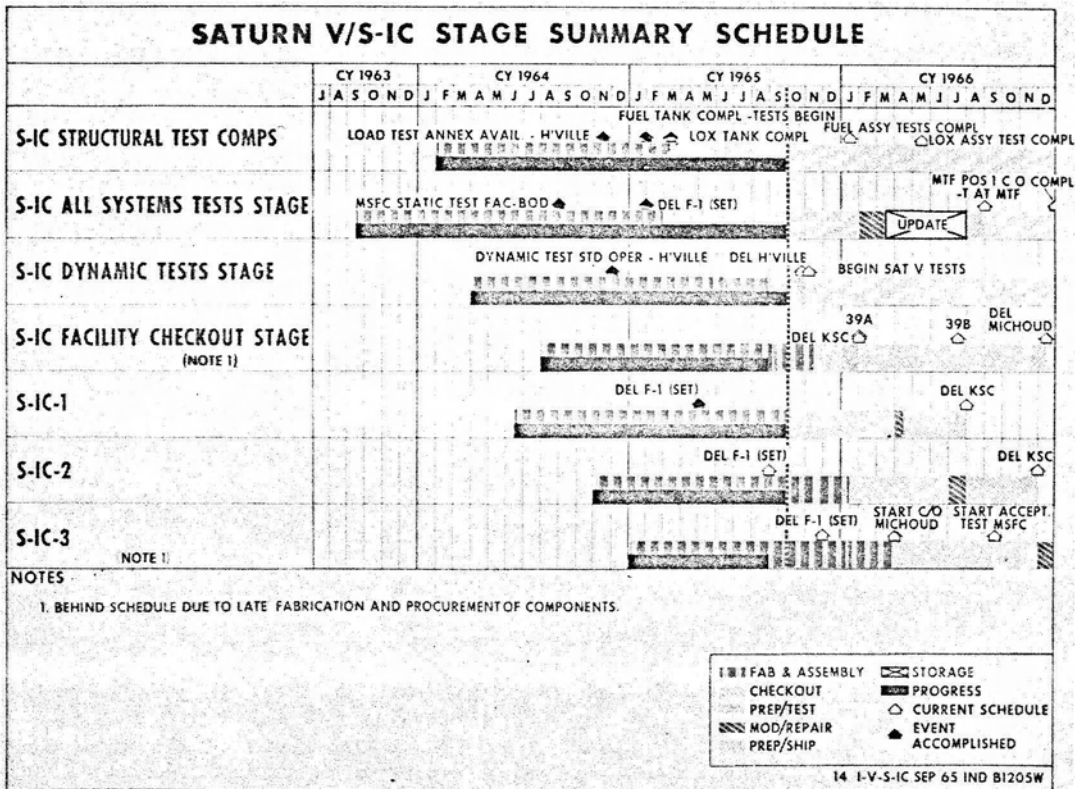 SATURN V/S-IC STAGE SUMMARY SCHEDULE
CY 1963 CY 1964 CY 1965 CY 1966
J A S O N D J F M A M J J A S O N D J F M A M J J A S O N D J F M A M J J A S O N D
FUEL TANK COMPL -TESTS BEGIN
S-IC STRUCTURAL TEST COMPS
LOAD TEST ANNEX AVAIL. - H'VILLE
LOX TANK COMPL
FUEL ASSY TESTS COMPL
LOX ASSY TEST COMPL
S-IC ALL SYSTEMS TESTS STAGE
MSFC STATIC TEST FAC-BOD
DEL F-1 (SET)
MTF POS 1 C O COMPL
-T AT MTF
UPDATE
S-IC DYNAMIC TESTS STAGE
DYNAMIC TEST STD OPER - H'VILLE
DEL H'VILLE
BEGIN SAT V TESTS
S-IC FACILITY CHECKOUT STAGE
(NOTE 1)
DEL KSC
39A
39B
DEL
MICHOUD
S-IC-1
DEL F-1 (SET)
DEL KSC
S-IC-2
DEL F-1 (SET)
DEL KSC
S-IC-3
NOTE 1)
DEL F-1 (SET)
START C/O
MICHOUD
START ACCEPT.
TEST MSFC
NOTES
1. BEHIND SCHEDULE DUE TO LATE FABRICATION AND PROCUREMENT OF COMPONENTS.
FAB & ASSEMBLY
CHECKOUT
PREP/TEST
MOD/REPAIR
PREP/SHIP
STORAGE
PROGRESS
CURRENT SCHEDULE
EVENT
ACCOMPLISHED
14 I-V-S-IC SEP 65 IND B1205W